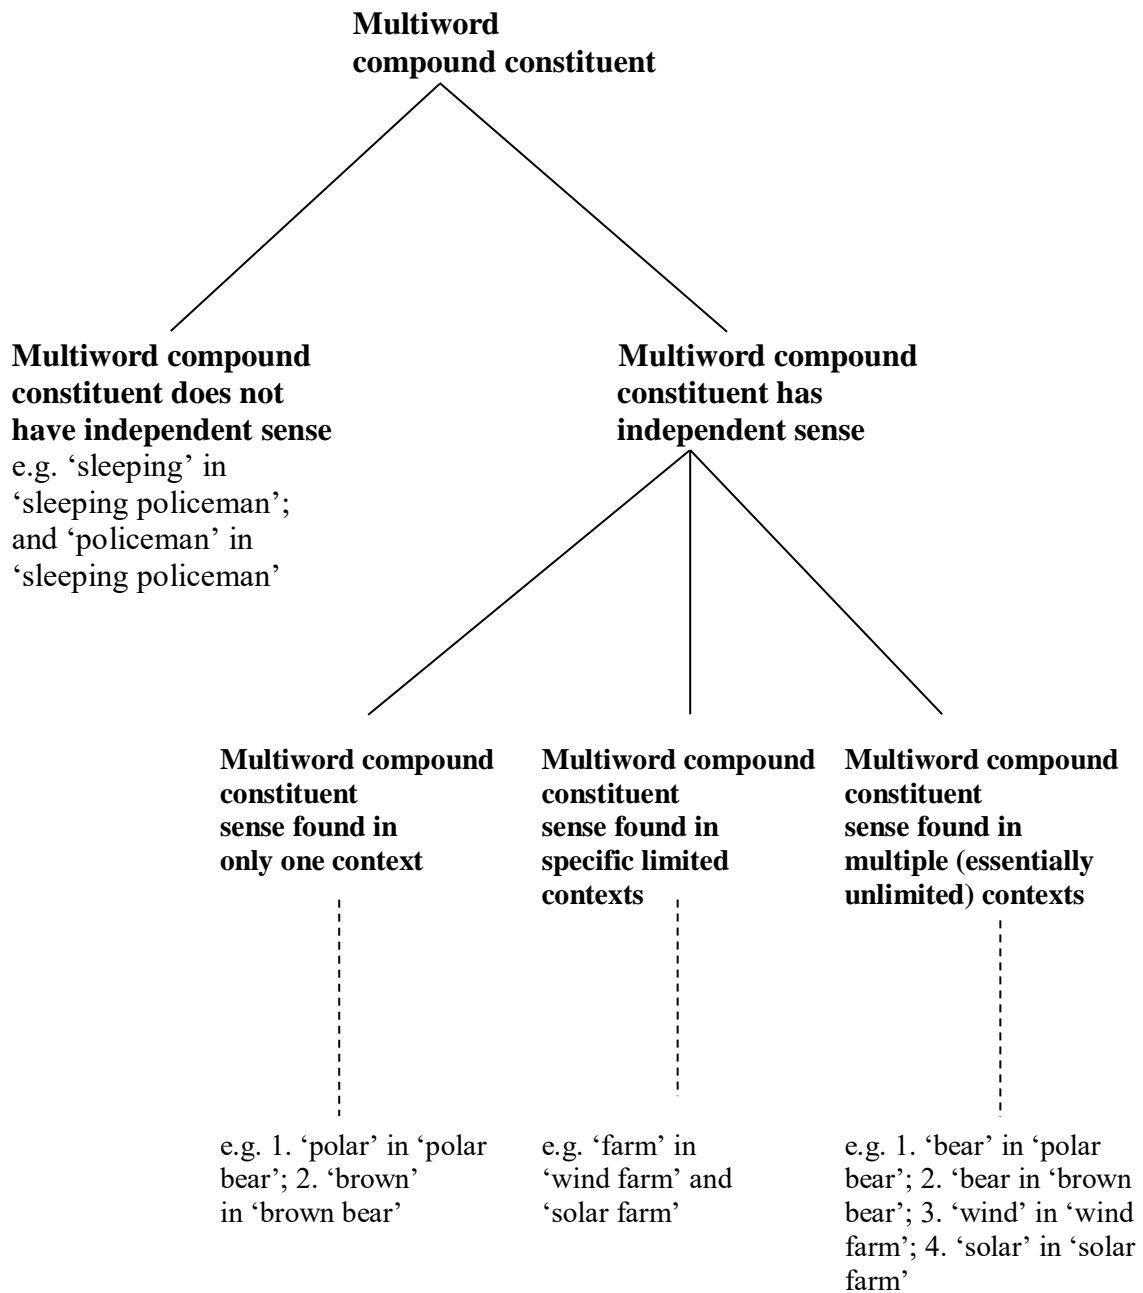 Multiword
compound constituent
Multiword compound
constituent does not
have independent sense
e.g. ‘sleeping’ in
‘sleeping policeman’;
and ‘policeman’ in
‘sleeping policeman’
Multiword compound
constituent has
independent sense
Multiword compound
constituent
sense found in
only one context
Multiword compound
constituent
sense found in
specific limited
contexts
Multiword compound
constituent
sense found in
multiple (essentially
unlimited) contexts
e.g. 1. ‘polar’ in ‘polar
bear’; 2. ‘brown’
in ‘brown bear’
e.g. ‘farm’ in
‘wind farm’ and
‘solar farm’
e.g. 1. ‘bear’ in ‘polar
bear’; 2. ‘bear in ‘brown
bear’; 3. ‘wind’ in ‘wind
farm’; 4. ‘solar’ in ‘solar
farm’